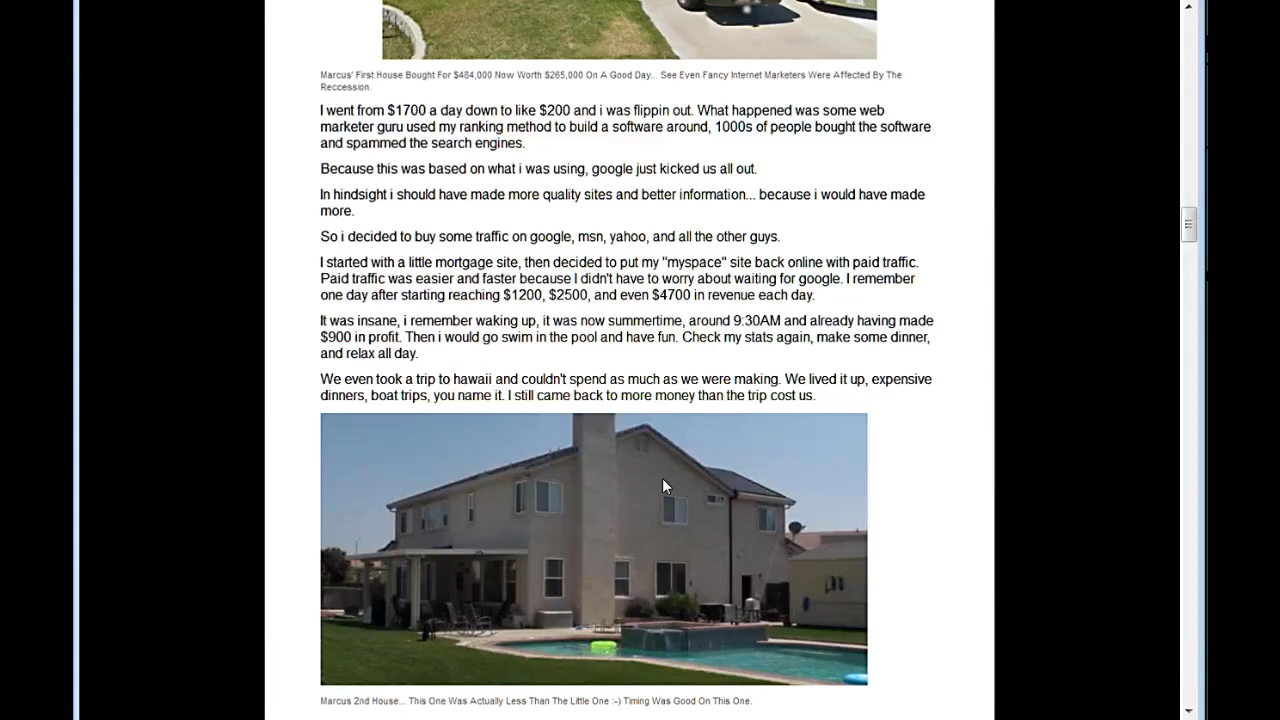 Marcus' First House Bought For $484,000 Now Worth $265,000 On A Good Day... See Even Fancy Internet Marketers Were Affected By The
Reccession.
I went from $1700 a day down to like $200 and i was flippin out. What happened was some web
marketer guru used my ranking method to build a software around, 1000s of people bought the software
and spammed the search engines.
Because this was based on what i was using, google just kicked us all out.
In hindsight i should have made more quality sites and better information... because i would have made
more.
So i decided to buy some traffic on google, msn, yahoo, and all the other guys.
I started with a little mortgage site, then decided to put my "myspace" site back online with paid traffic.
Paid traffic was easier and faster because I didn't have to worry about waiting for google. I remember
one day after starting reaching $1200, $2500, and even $4700 in revenue each day.
It was insane, i remember waking up, it was now summertime, around 9:30AM and already having made
$900 in profit. Then i would go swim in the pool and have fun. Check my stats again, make some dinner,
and relax all day.
We even took a trip to hawaii and couldn't spend as much as we were making. We lived it up, expensive
dinners, boat trips, you name it. I still came back to more money than the trip cost us.
Marcus 2nd House... This One Was Actually Less Than The Little One :-) Timing Was Good On This One.